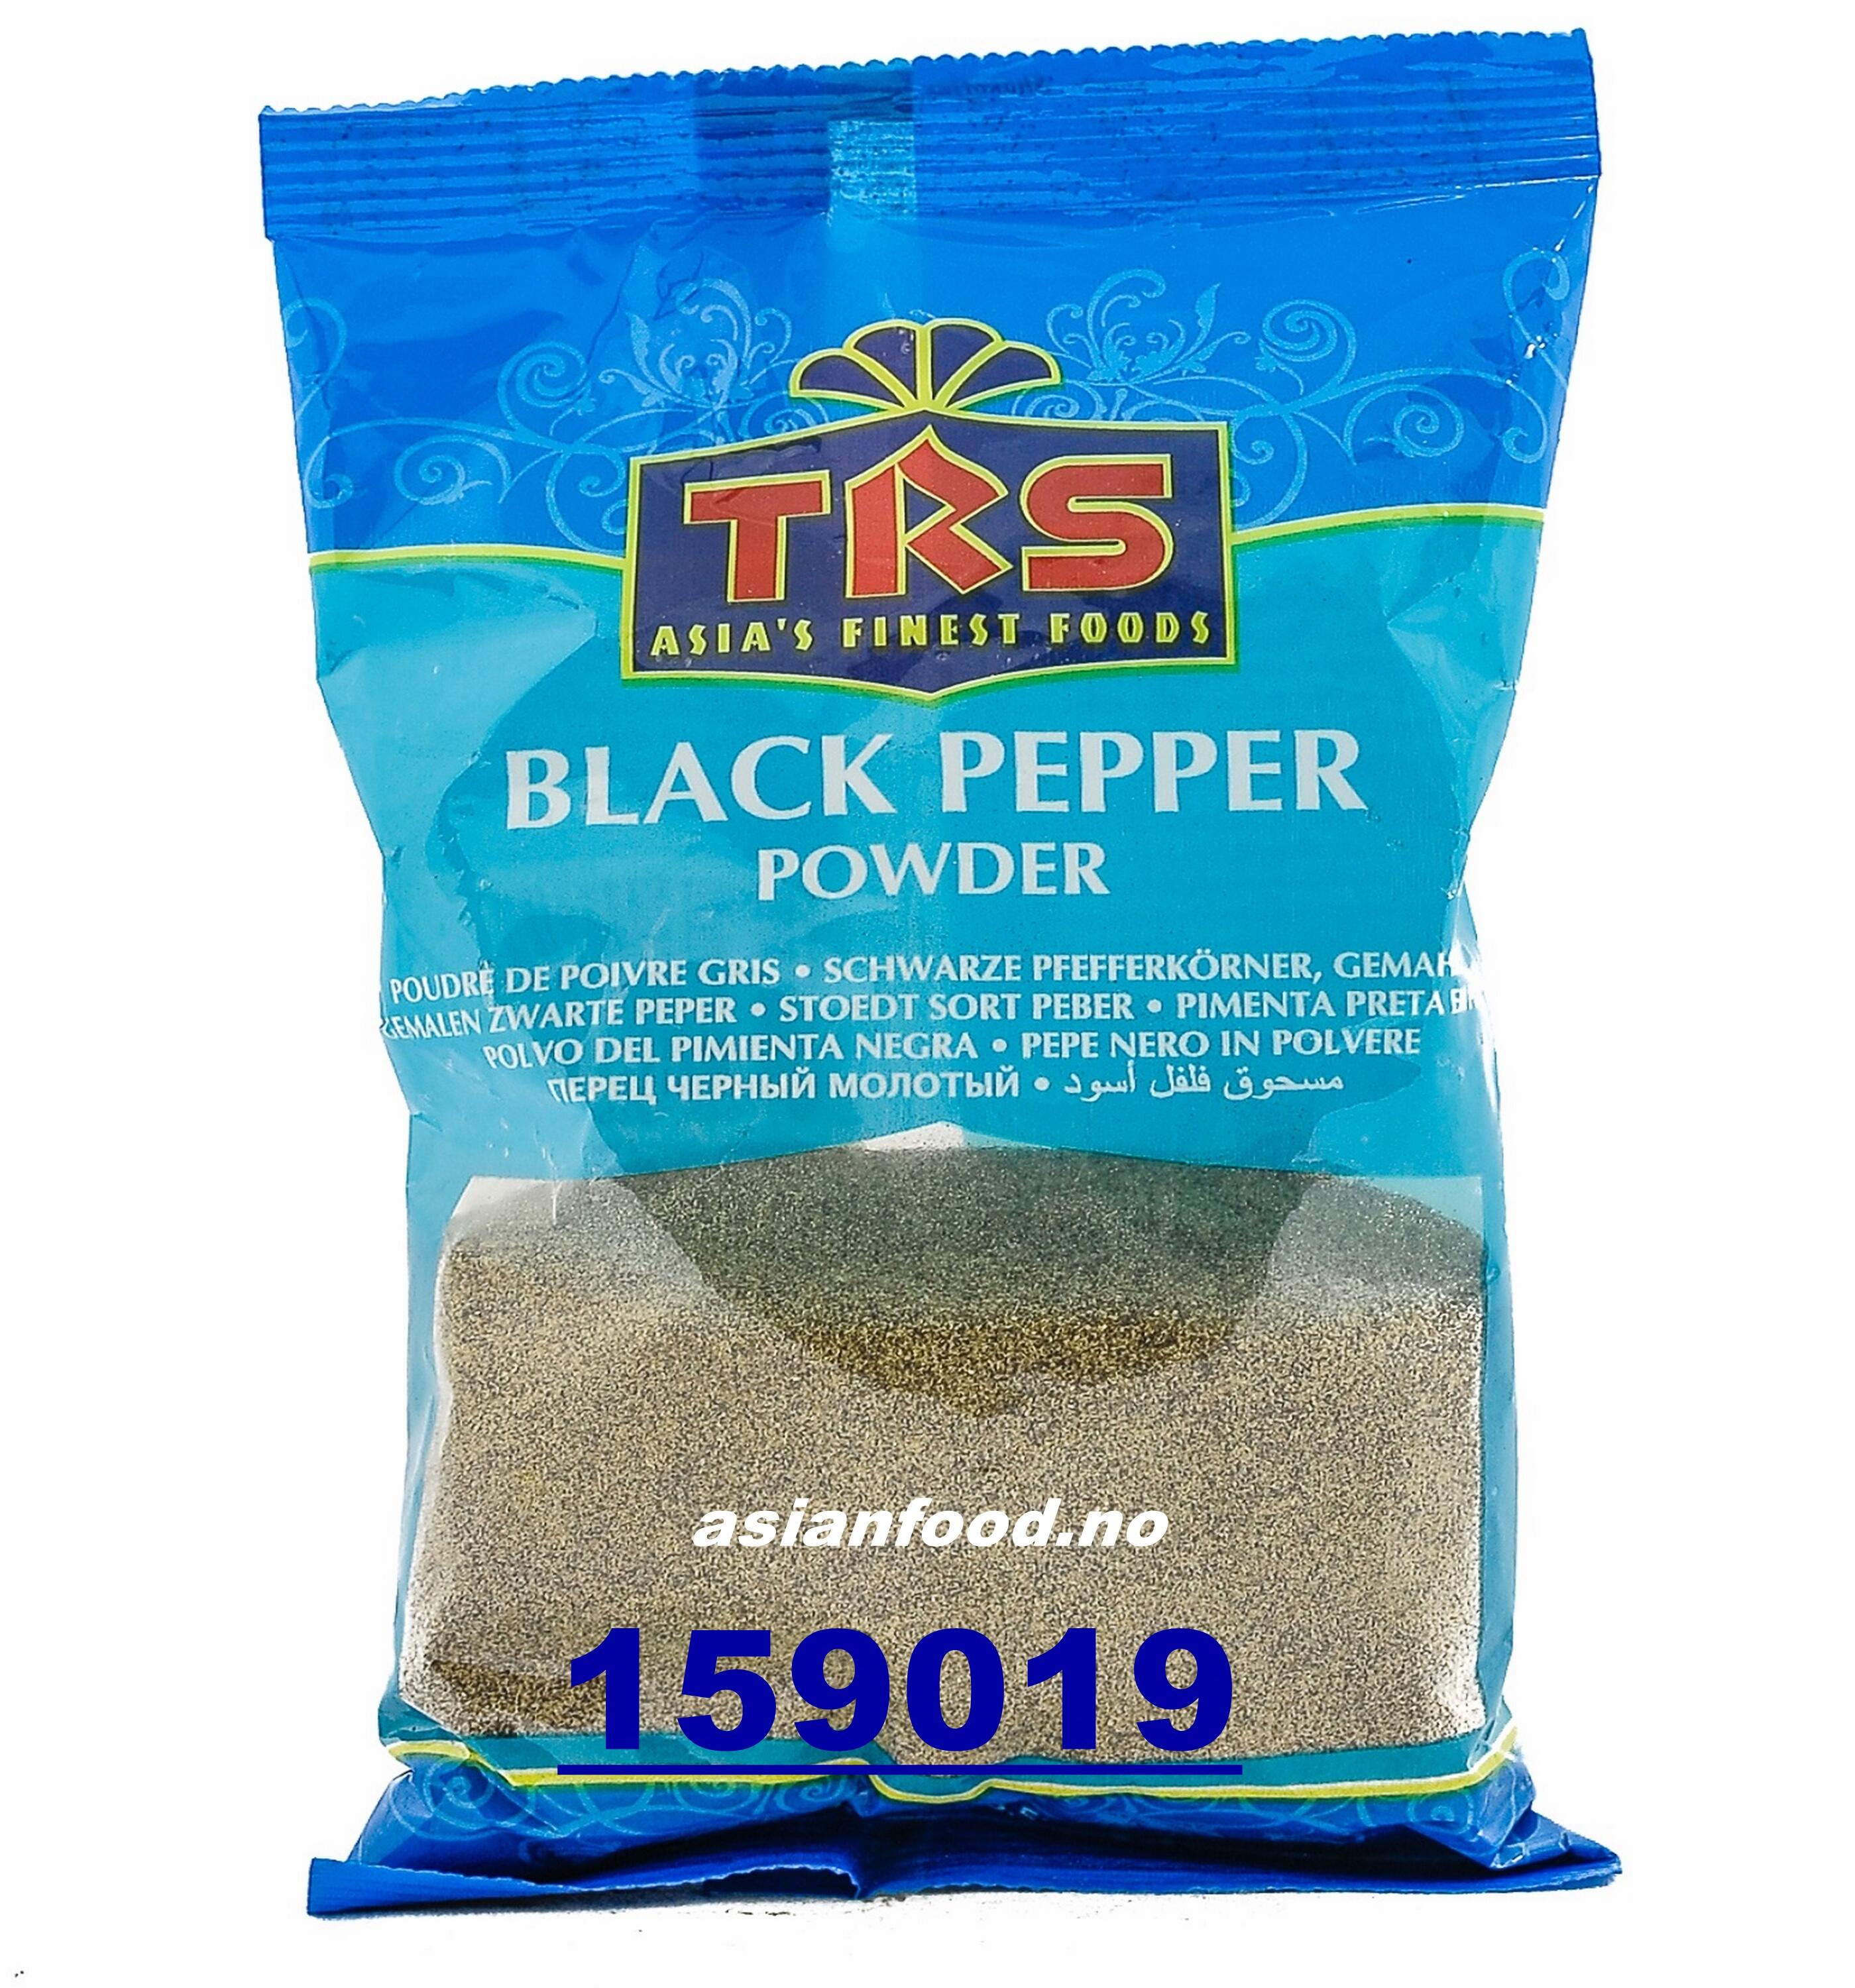 TRS
ASIA'S FINEST FOODS
BLACK PEPPER
POWDER
POUDRE DE POIVRE GRIS • SCHWARZE PFEFFERKÖRNER,
GEMALEN ZWARTE PEPER • STOEDT SORT PEBER • PIMENTA PRETA
POLVO DEL PIMIENTA NEGRA • PEPE NERO IN POLVERE
ПЕРЕЦ ЧЕРНЫЙ МОЛОТЫЙ • مسحوق فلفل أسود
asianfood.no
159019